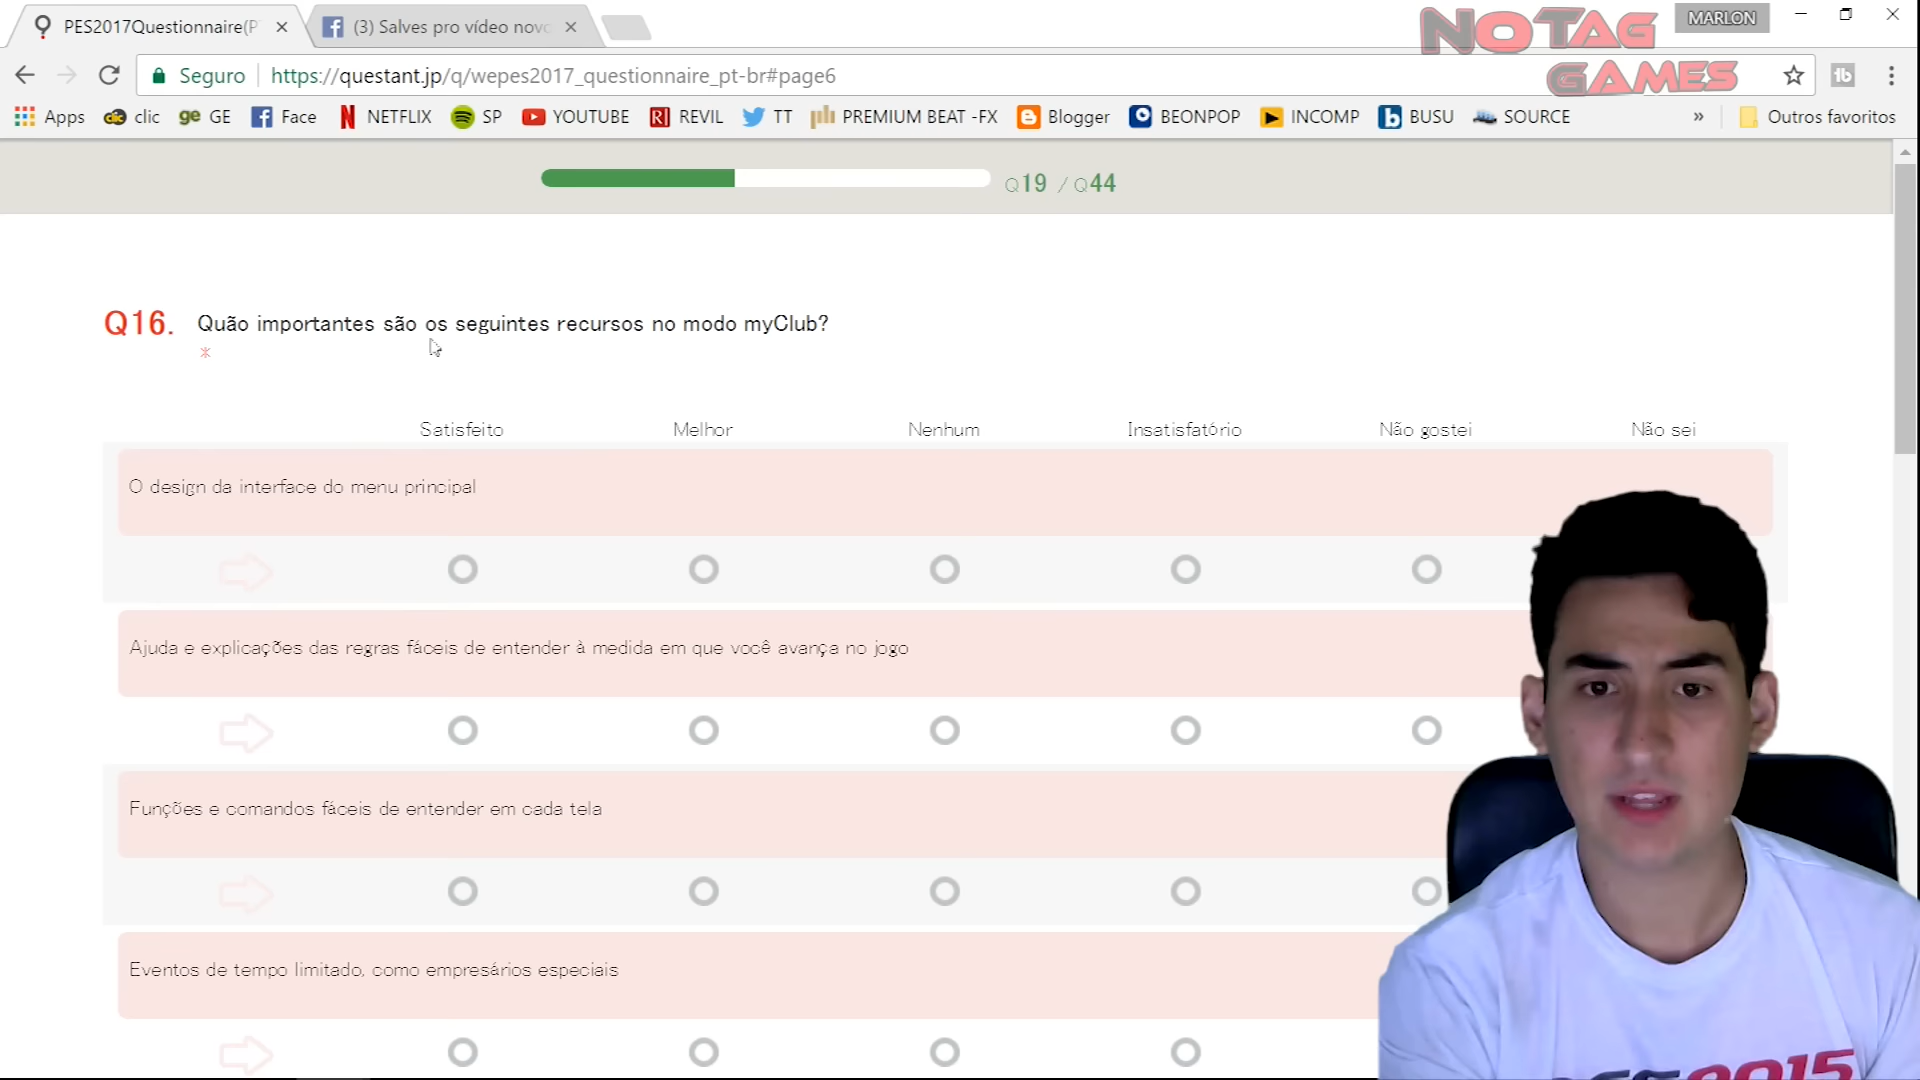 PES2017Questionnaire(P
(3) Salves pro vídeo novo
NOTAG
GAMES
MARLON
Seguro
https://questant.jp/q/wepes2017_questionnaire_pt-br#page6
Apps
clic
GE
Face
NETFLIX
SP
YOUTUBE
REVIL
TT
PREMIUM BEAT -FX
Blogger
BEONPOP
INCOMP
BUSU
SOURCE
»
Outros favoritos
Q19 / Q44
Q16. Quão importantes são os seguintes recursos no modo myClub?
*
Satisfeito Melhor Nenhum Insatisfatório Não gostei Não sei
O design da interface do menu principal
Ajuda e explicações das regras fáceis de entender à medida em que você avança no jogo
Funções e comandos fáceis de entender em cada tela
Eventos de tempo limitado, como empresários especiais
2015